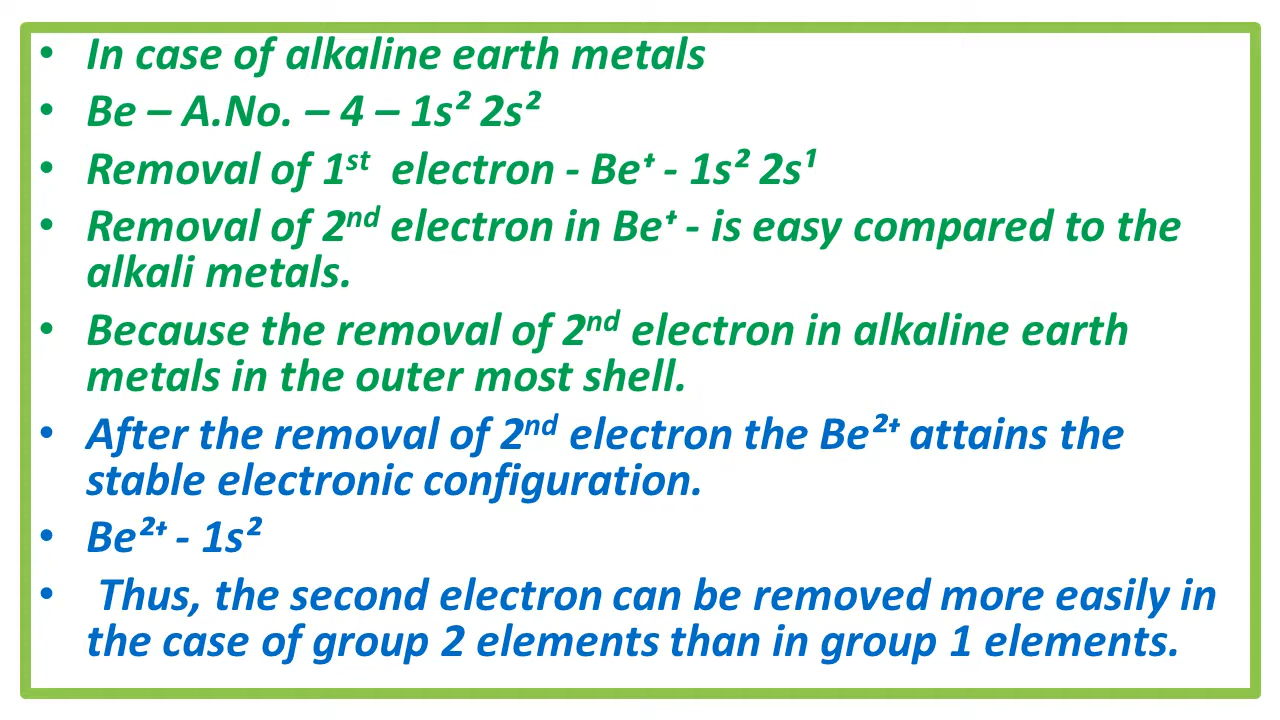 • In case of alkaline earth metals
• Be – A.No. – 4 – 1s² 2s²
• Removal of 1st electron - Be⁺ - 1s² 2s¹
• Removal of 2nd electron in Be⁺ - is easy compared to the
alkali metals.
• Because the removal of 2nd electron in alkaline earth
metals in the outer most shell.
• After the removal of 2nd electron the Be²⁺ attains the
stable electronic configuration.
• Be²⁺ - 1s²
• Thus, the second electron can be removed more easily in
the case of group 2 elements than in group 1 elements.